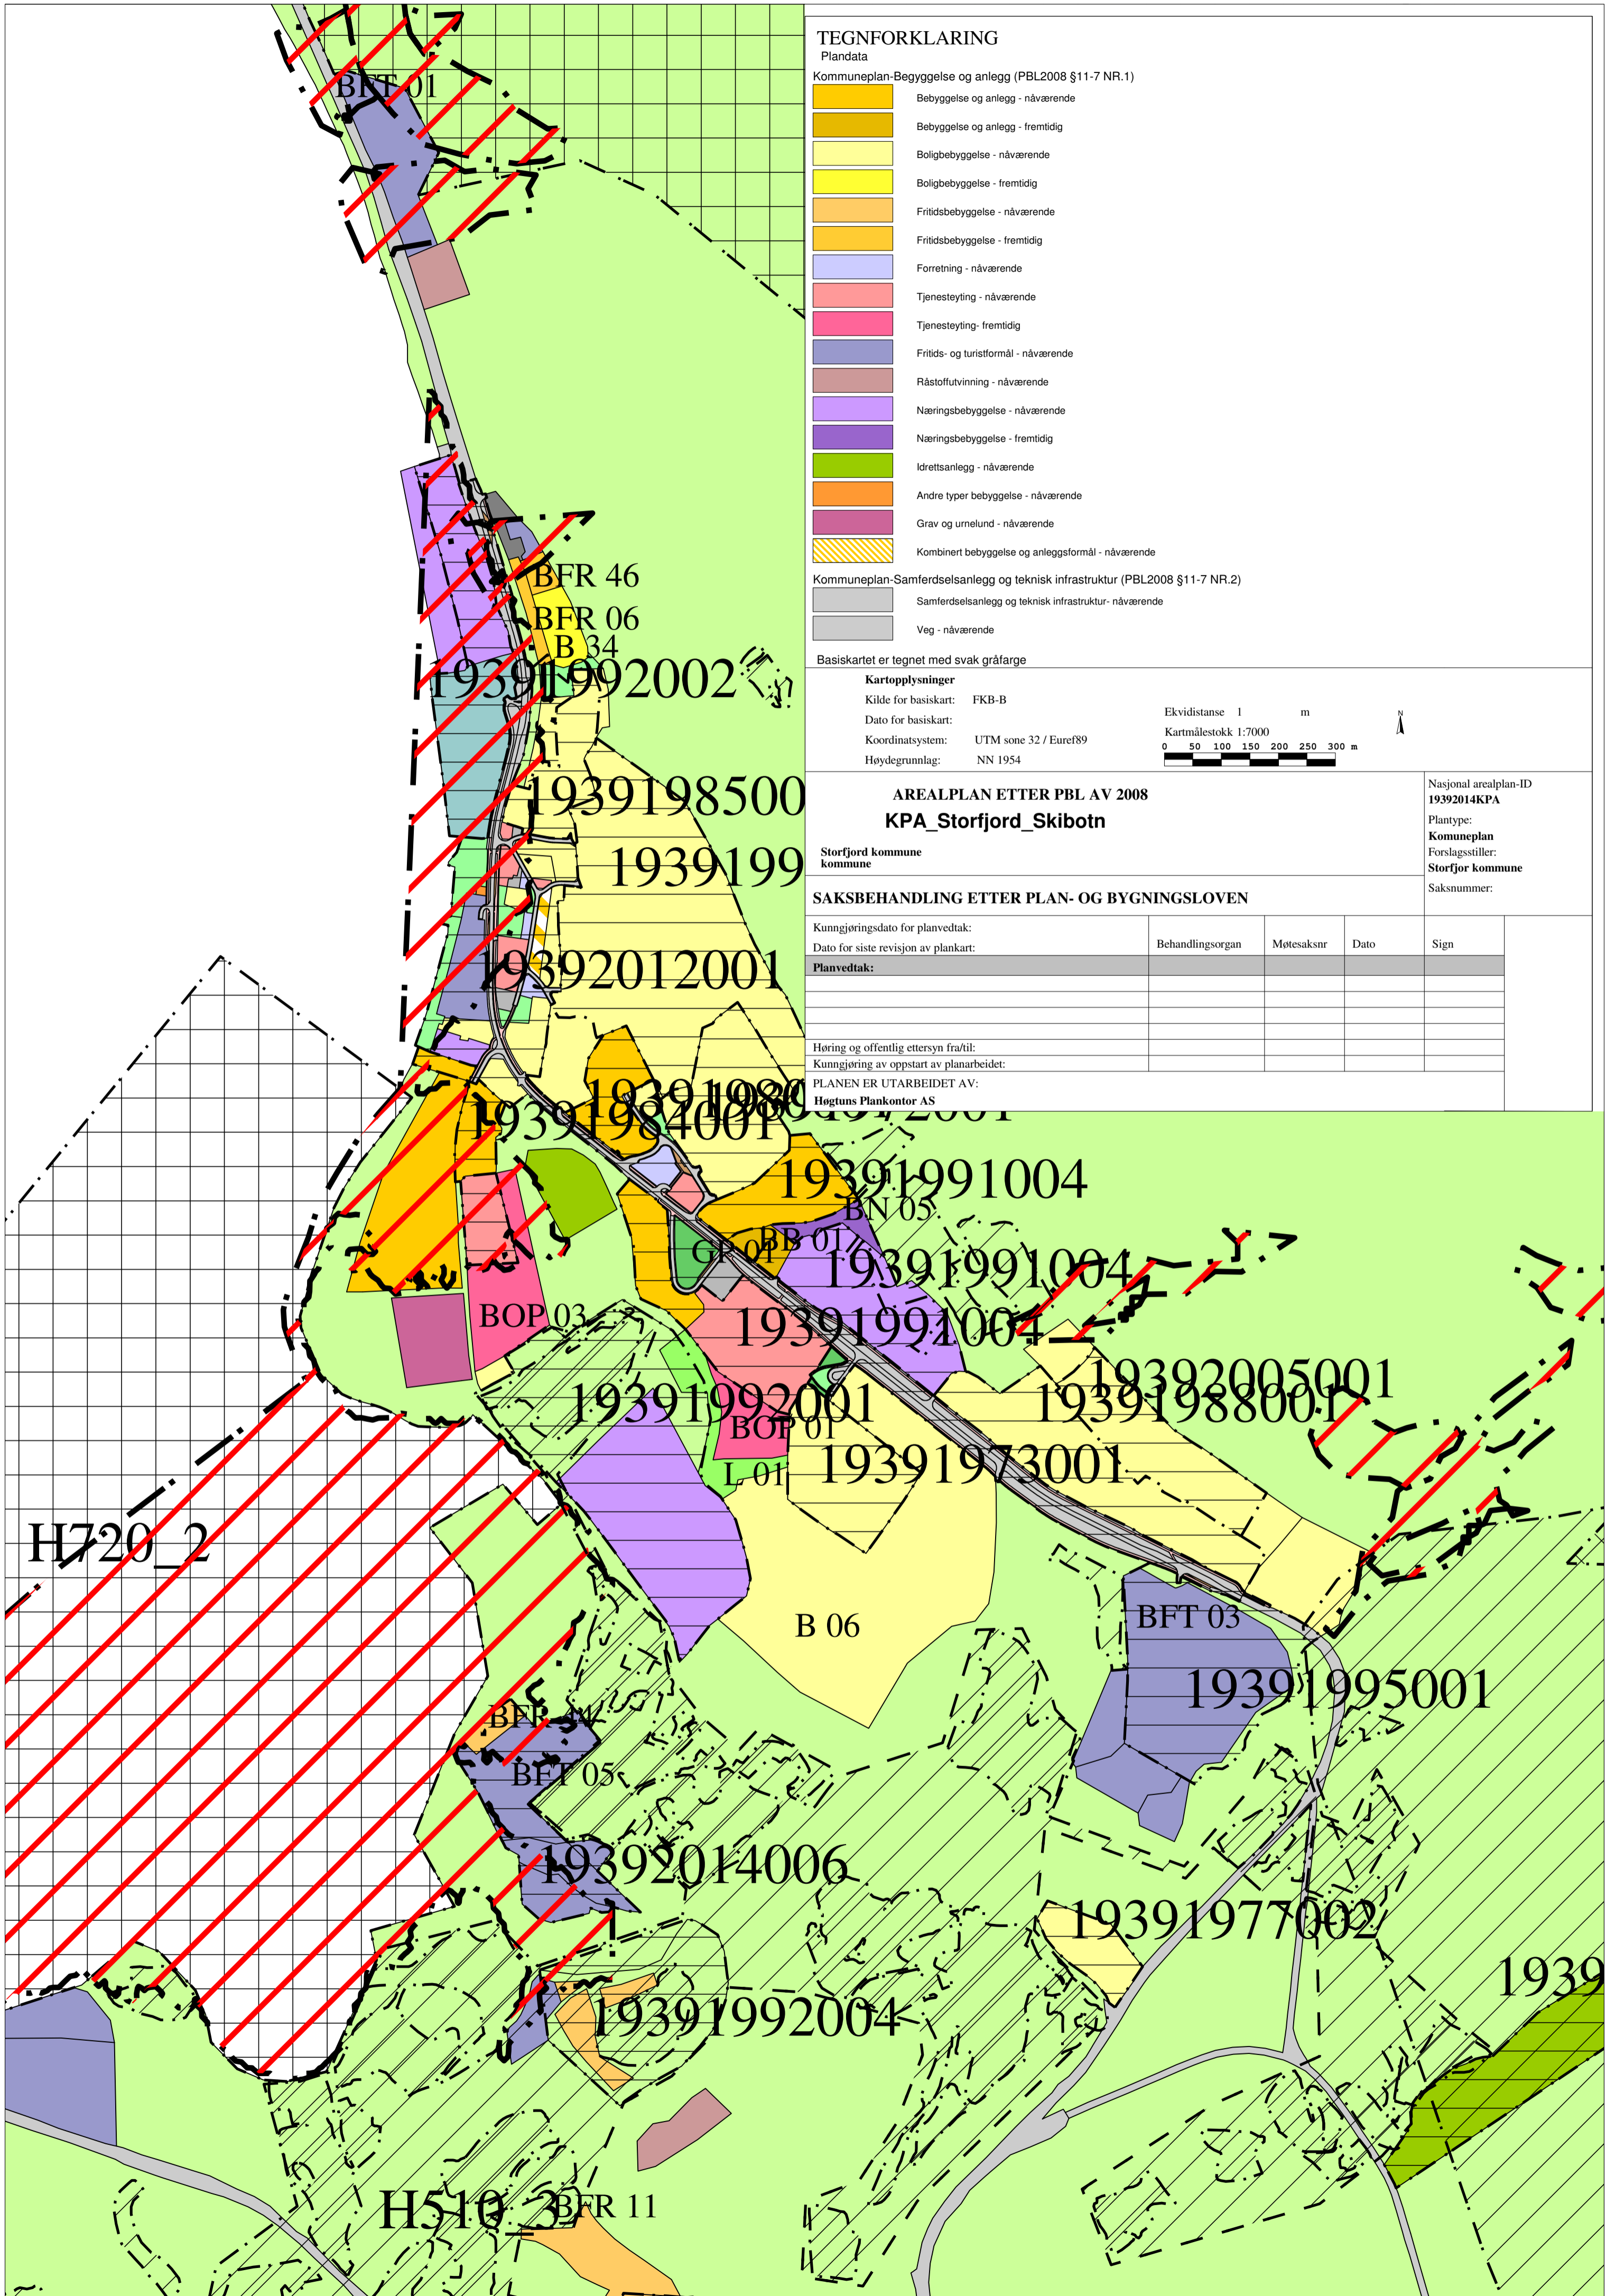 TEGNFORKLARING
Plandata
Kommuneplan-Begyggelse og anlegg (PBL2008 §11-7 NR.1)
Bebyggelse og anlegg - nåværende
Bebyggelse og anlegg - fremtidig
Boligbebyggelse - nåværende
Boligbebyggelse - fremtidig
Fritidsbebyggelse - nåværende
Fritidsbebyggelse - fremtidig
Forretning - nåværende
Tjenesteyting - nåværende
Tjenesteyting- fremtidig
Fritids- og turistformål - nåværende
Råstoffutvinning - nåværende
Næringsbebyggelse - nåværende
Næringsbebyggelse - fremtidig
Idrettsanlegg - nåværende
Andre typer bebyggelse - nåværende
Grav og urnelund - nåværende
Kombinert bebyggelse og anleggsformål - nåværende
Kommuneplan-Samferdselsanlegg og teknisk infrastruktur (PBL2008 §11-7 NR.2)
Samferdselsanlegg og teknisk infrastruktur- nåværende
Veg - nåværende
Basiskartet er tegnet med svak gråfarge
Kartopplysninger
Kilde for basiskart: FKB-B
Dato for basiskart:
Koordinatsystem: UTM sone 32 / Euref89
Høydegrunnlag: NN 1954
Ekvidistanse 1 m
Kartmålestokk 1:7000
0 50 100 150 200 250 300 m
N
AREALPLAN ETTER PBL AV 2008
KPA_Storfjord_Skibotn
Storfjord kommune
kommune
Nasjonal arealplan-ID
19392014KPA
Plantype:
Komuneplan
Forslagsstiller:
Storfjor kommune
Saksnummer:
SAKSBEHANDLING ETTER PLAN- OG BYGNINGSLOVEN
Kunngjøringsdato for planvedtak:
Dato for siste revisjon av plankart:
Behandlingsorgan Møtesaksnr Dato Sign
Planvedtak:
Høring og offentlig ettersyn fra/til:
Kunngjøring av oppstart av planarbeidet:
PLANEN ER UTARBEIDET AV:
Høgtuns Plankontor AS
BFT 01
BFR 46
BFR 06
B 34
19391992002
1939198500
1939199
19392012001
19391984001
19391991004
BN 05
BB 01
GP 01
19391991004
BOP 03
19391991004
19392005001
19391988001
19391992001
BOP 01
L 01
19391973001
H720_2
B 06
BFT 03
19391995001
BFR 44
BFT 05
19392014006
19391977002
1939
19391992004
H510_3
BFR 11